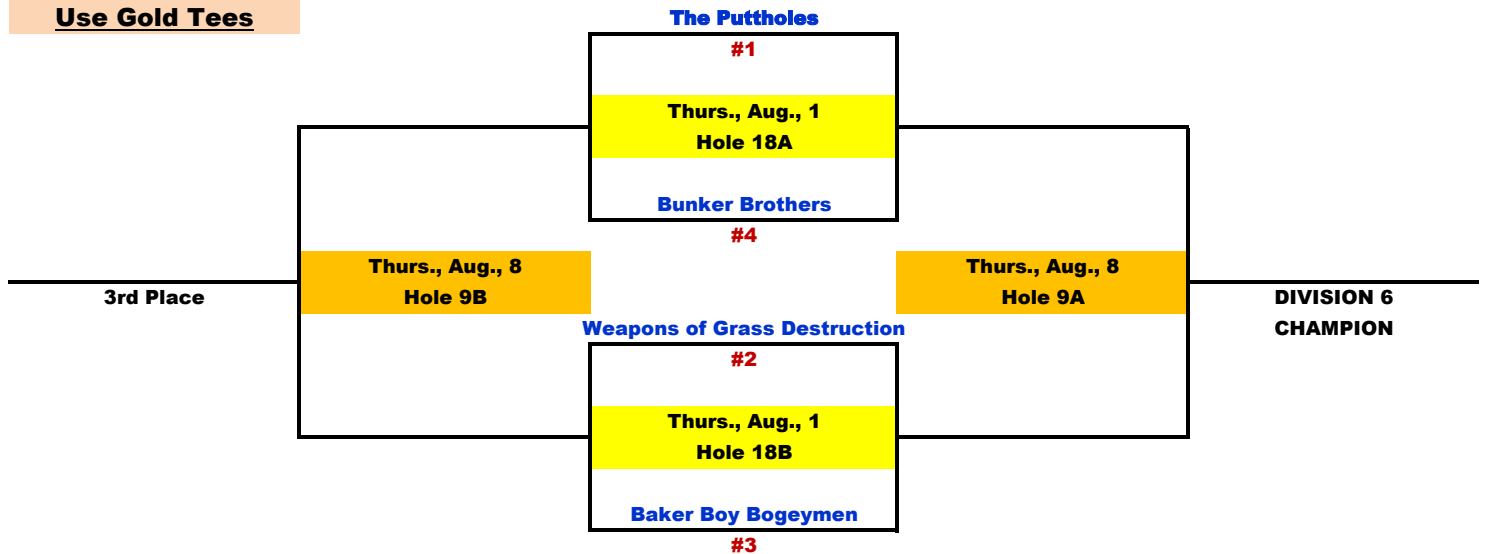 Use Gold Tees
The Puttholes
#1
Thurs., Aug., 1
Hole 18A
Bunker Brothers
#4
Thurs., Aug., 8
Hole 9B
3rd Place
Thurs., Aug., 8
Hole 9A
DIVISION 6
CHAMPION
Weapons of Grass Destruction
#2
Thurs., Aug., 1
Hole 18B
Baker Boy Bogeymen
#3